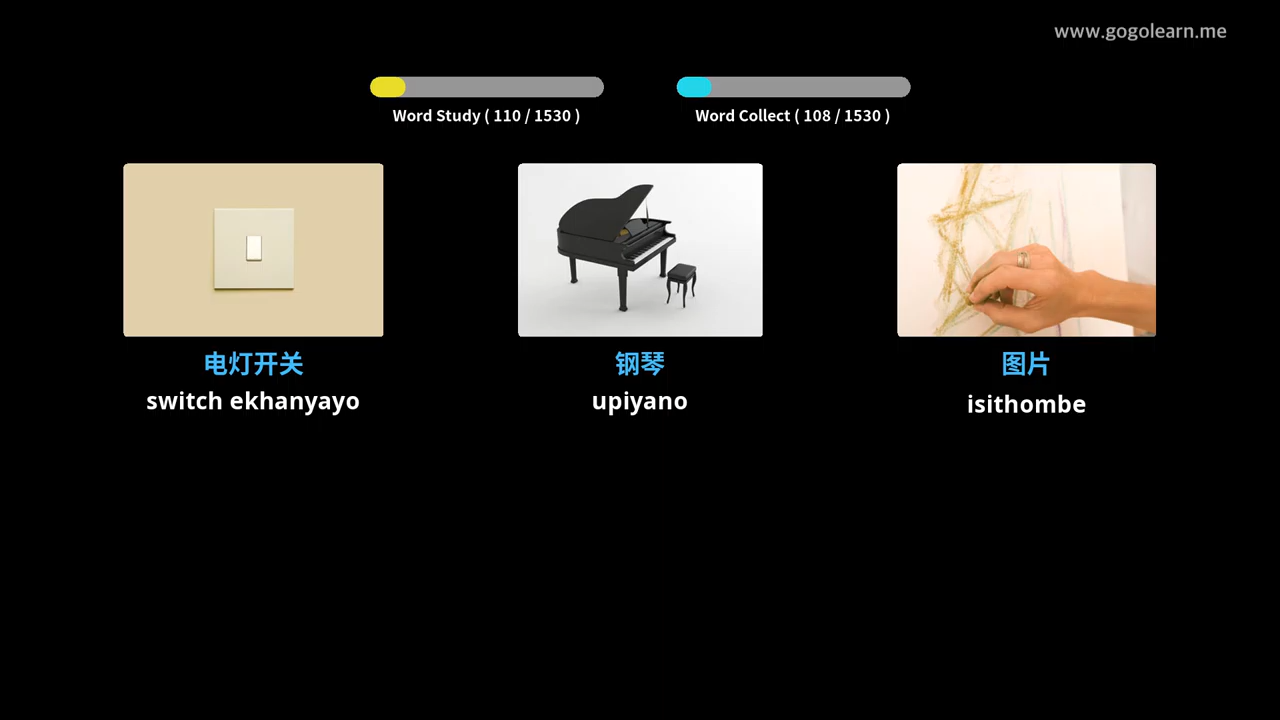 www.gogolearn.me
Word Study ( 110 / 1530 )
Word Collect ( 108 / 1530 )
电灯开关
switch ekhanyayo
钢琴
upiyano
图片
isithombe